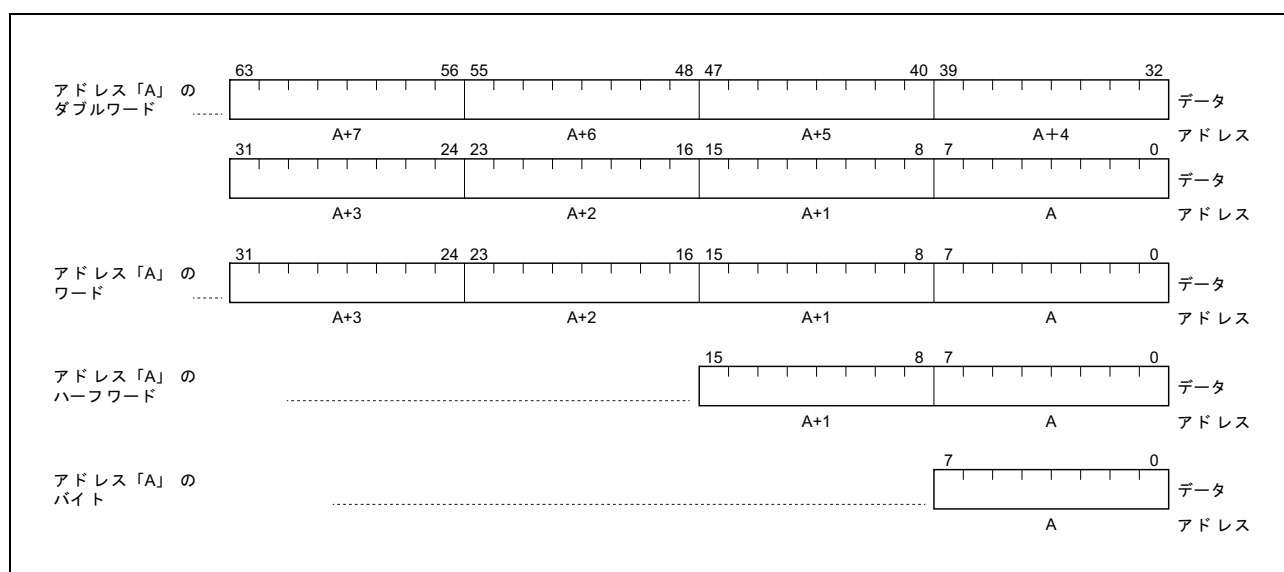 63 56 55 48 47 40 39 32
アドレス「A」 の
ダブルワード
データ
A+7 A+6 A+5 A＋4 アドレス
31 24 23 16 15 8 7 0
データ
A+3 A+2 A+1 A アドレス
31 24 23 16 15 8 7 0
アドレス「A」 の
ワード
データ
A+3 A+2 A+1 A アドレス
15 8 7 0
アドレス「A」 の
ハーフワード
データ
A+1 A アドレス
7 0
アドレス「A」 の
バイト
データ
A アドレス